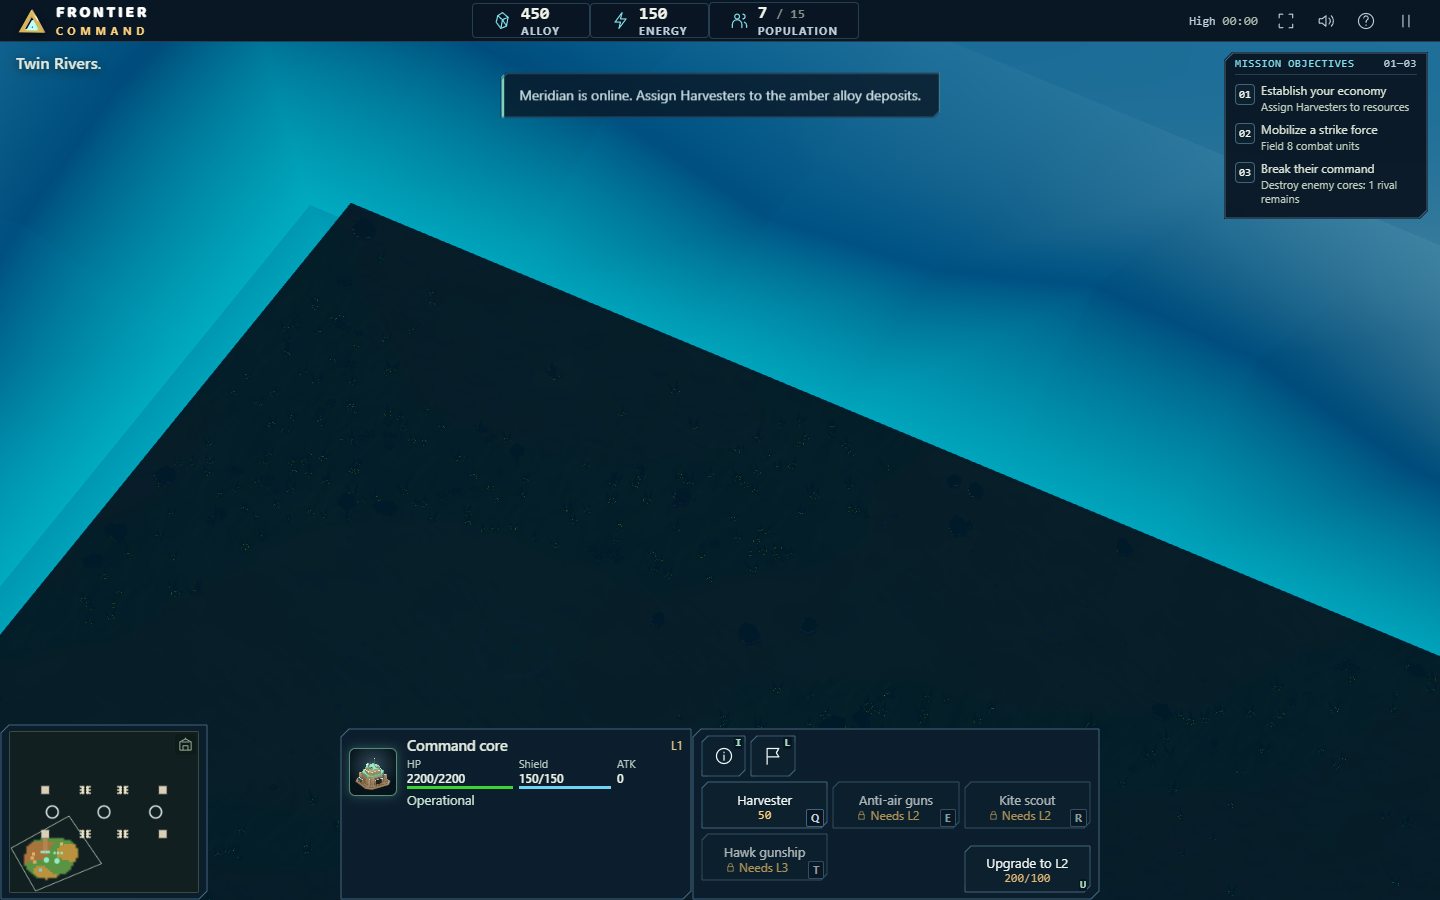 FRONTIER
COMMAND
450
ALLOY
150
ENERGY
7 / 15
POPULATION
High 00:00
Twin Rivers.
Meridian is online. Assign Harvesters to the amber alloy deposits.
MISSION OBJECTIVES 01—03
01 Establish your economy
Assign Harvesters to resources
02 Mobilize a strike force
Field 8 combat units
03 Break their command
Destroy enemy cores: 1 rival
remains
Command core L1
HP Shield ATK
2200/2200 150/150 0
Operational
I L
Harvester
50 Q
Anti-air guns
Needs L2 E
Kite scout
Needs L2 R
Hawk gunship
Needs L3 T
Upgrade to L2
200/100 U